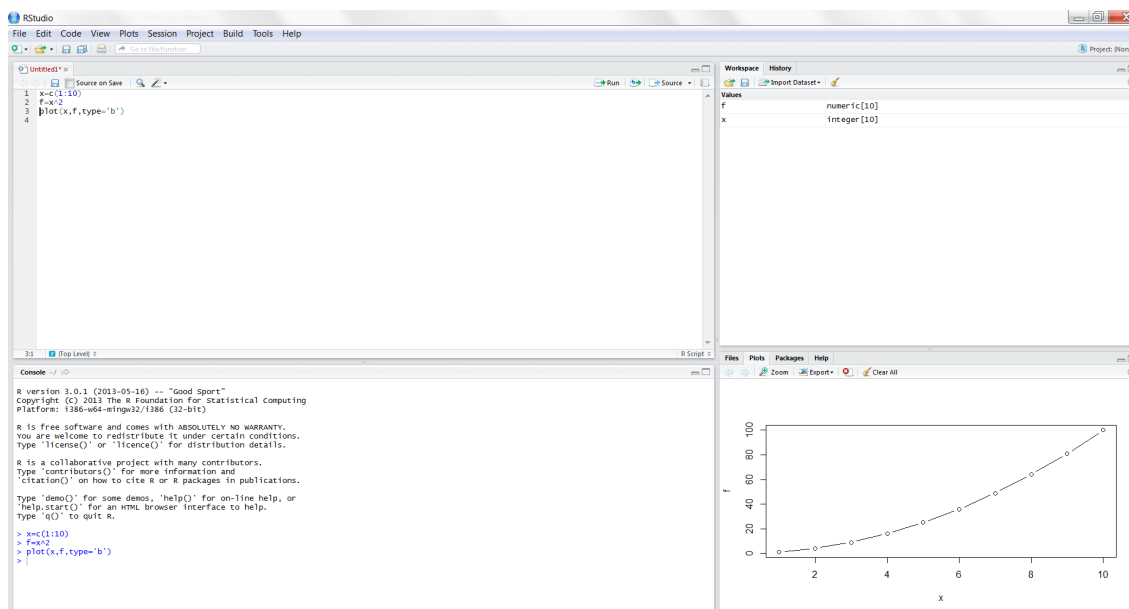 RStudio
File Edit Code View Plots Session Project Build Tools Help
Go to file/function
Project: (Non
Untitled1* ×
Source on Save
Run
Source
1 x=c(1:10)
2 f=x^2
3 plot(x,f,type='b')
4
3:1
(Top Level)
R Script
Console ~/
R version 3.0.1 (2013-05-16) -- "Good Sport"
Copyright (C) 2013 The R Foundation for Statistical Computing
Platform: i386-w64-mingw32/i386 (32-bit)
R is free software and comes with ABSOLUTELY NO WARRANTY.
You are welcome to redistribute it under certain conditions.
Type 'license()' or 'licence()' for distribution details.
R is a collaborative project with many contributors.
Type 'contributors()' for more information and
'citation()' on how to cite R or R packages in publications.
Type 'demo()' for some demos, 'help()' for on-line help, or
'help.start()' for an HTML browser interface to help.
Type 'q()' to quit R.
> x=c(1:10)
> f=x^2
> plot(x,f,type='b')
>
Workspace History
Import Dataset
Values
f numeric[10]
x integer[10]
Files Plots Packages Help
Zoom Export Clear All
100
80
60
40
20
0
f
2 4 6 8 10
x